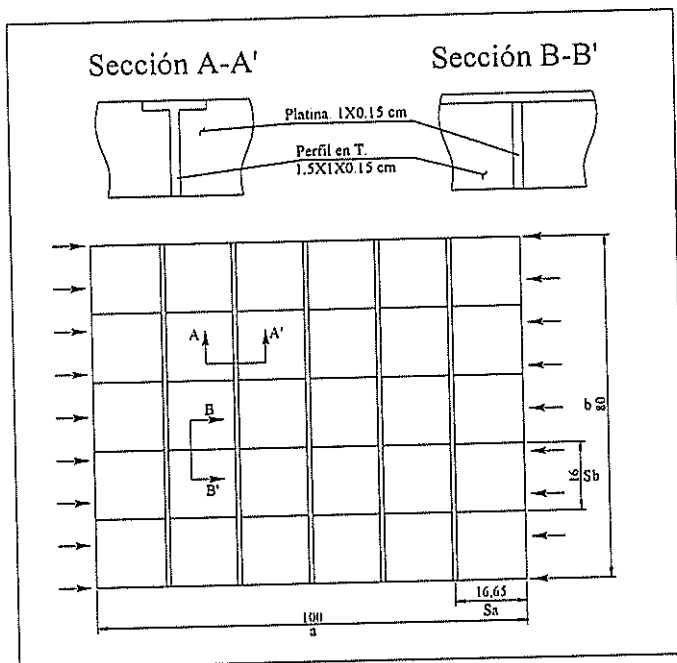 Sección A-A'
Sección B-B'
Platina. 1X0.15 cm
Perfil en T.
1.5X1X0.15 cm
A
A'
B
B'
b
80
16
Sb
16,65
Sa
100
a